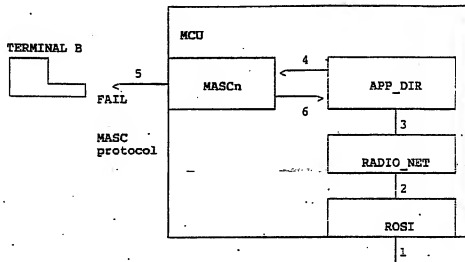 MCU
TERMINAL B
5
4
MASCn
APP_DIR
FAIL
6
MASC
protocol
3
RADIO_NET
2
ROSI
1